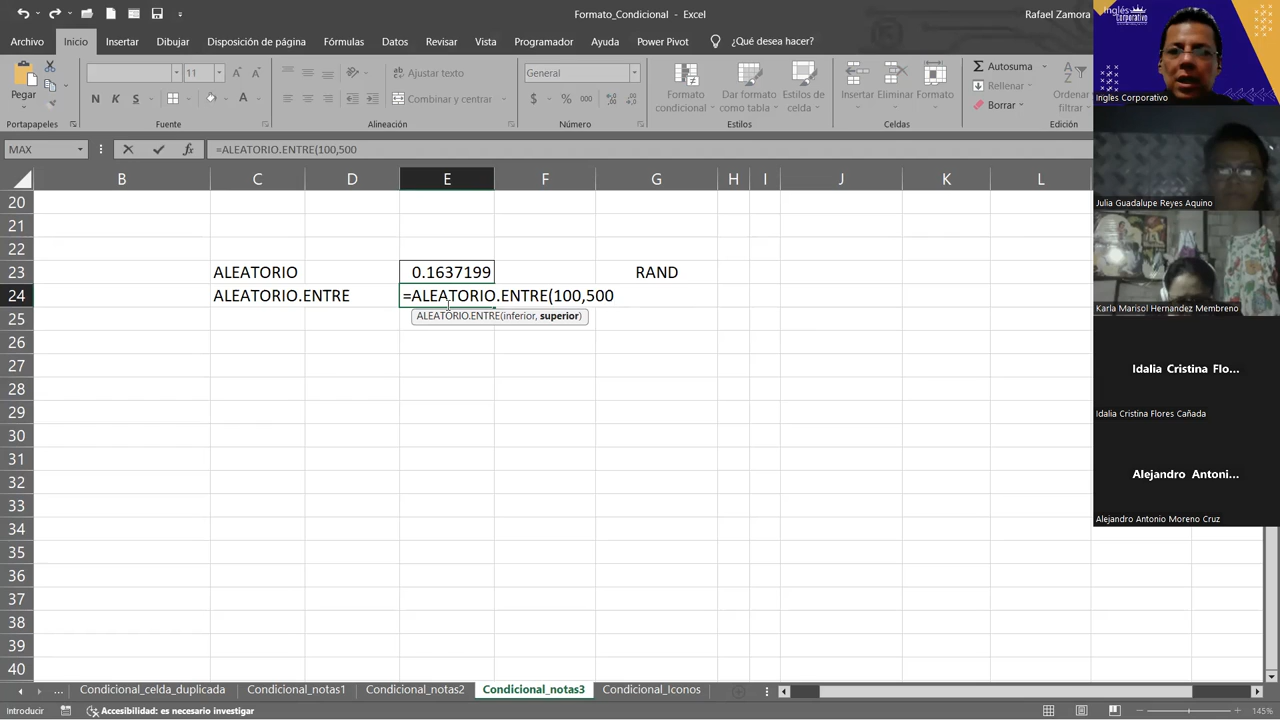 Formato_Condicional - Excel
Rafael Zamora
Archivo Inicio Insertar Dibujar Disposición de página Fórmulas Datos Revisar Vista Programador Ayuda Power Pivot ¿Qué desea hacer?
Pegar
11
N K S
Ajustar texto
Combinar y centrar
General
$ % 000
Formato condicional
Dar formato como tabla
Estilos de celda
Insertar Eliminar Formato
Autosuma
Rellenar
Borrar
Ordenar
filtrar
Portapapeles Fuente Alineación Número Estilos Celdas Edición
MAX
fx
=ALEATORIO.ENTRE(100,500
B C D E F G H I J K L
20
21
22
23 ALEATORIO 0.1637199 RAND
24 ALEATORIO.ENTRE =ALEATORIO.ENTRE(100,500
ALEATORIO.ENTRE(inferior, superior)
25
26
27
28
29
30
31
32
33
34
35
36
37
38
39
40
... Condicional_celda_duplicada Condicional_notas1 Condicional_notas2 Condicional_notas3 Condicional_Iconos
Introducir
Accesibilidad: es necesario investigar
145%
Inglés
Corporativo
Ingles Corporativo
Julia Guadalupe Reyes Aquino
Karla Marisol Hernandez Membreno
Idalia Cristina Flo...
Idalia Cristina Flores Cañada
Alejandro Antoni...
Alejandro Antonio Moreno Cruz